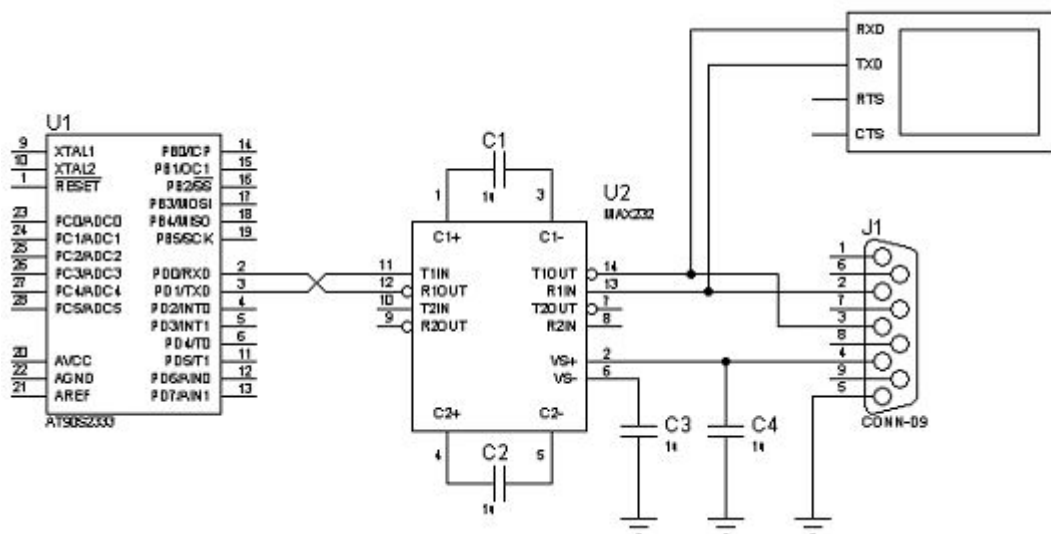 U1
9 XTAL1
10 XTAL2
1 RESET
23 PC0/ADC0
24 PC1/ADC1
25 PC2/ADC2
26 PC3/ADC3
27 PC4/ADC4
28 PC5/ADC5
20 AVCC
22 AGND
21 AREF
PB0/ICP 14
PB1/OC1 15
PB2/SS 16
PB3/MOSI 17
PB4/MISO 18
PB5/SCK 19
PD0/RXD 2
PD1/TXD 3
PD2/INT0 4
PD3/INT1 5
PD4/T0 6
PD5/T1 11
PD6/AIN0 12
PD7/AIN1 13
AT90S2333
C1
1u
1 3
U2
MAX232
C1+ C1-
11 T1IN
12 R1OUT
10 T2IN
9 R2OUT
T1OUT 14
R1IN 13
T2OUT 7
R2IN 8
VS+ 2
VS- 6
C2+ C2-
4 5
C2
1u
C3
1u
C4
1u
RXD
TXD
RTS
CTS
J1
1
6
2
7
3
8
4
9
5
CONN-D9